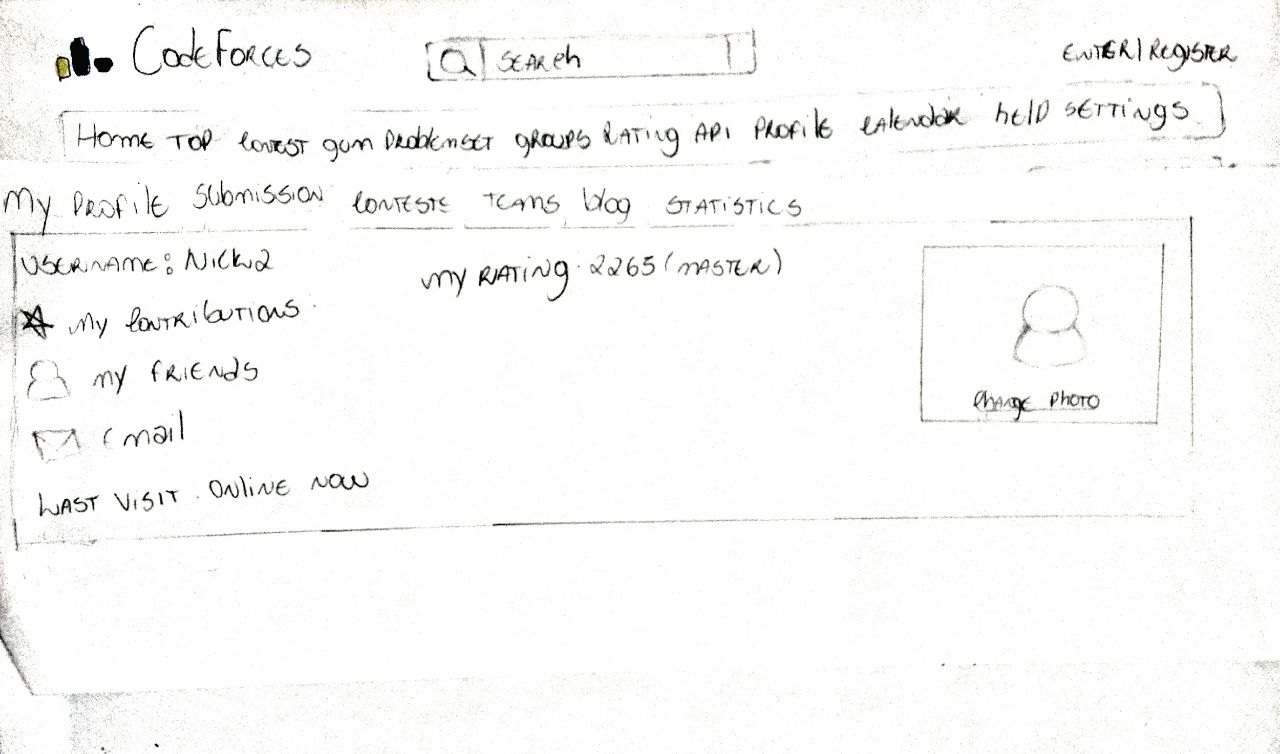 CodeForces
Search
Enter/Register
Home Top Contest gym Problemset groups Rating API Profile Calendar help Settings
My Profile Submission Conteste Teams blog Statistics
Username: Nick2
My Rating. 2265 (Master)
My Contributions
My Friends
Email
Last Visit. Online Now
Change Photo